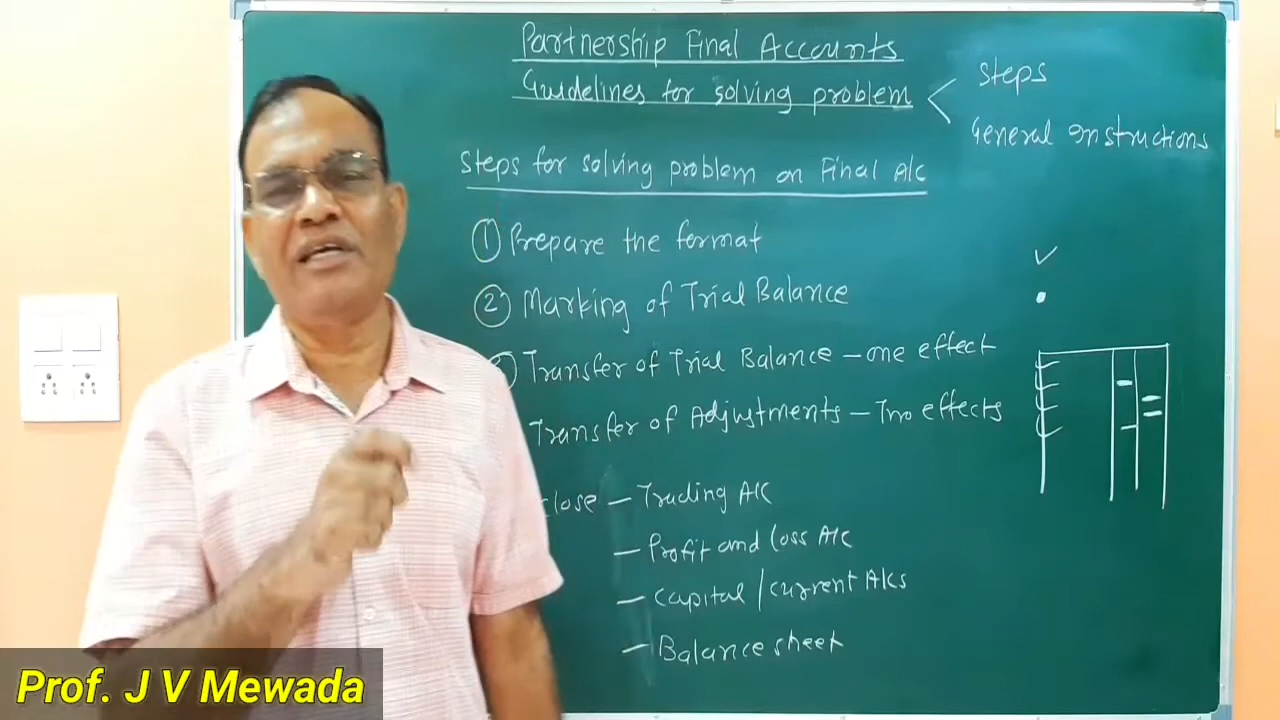 Partnership Final Accounts
Guidelines for solving problem
Steps
General Instructions
Steps for solving problem on Final A/c
① Prepare the format
② Marking of Trial Balance
Transfer of Trial Balance – one effect
Transfer of Adjustments – Two effects
close – Trading A/c
– Profit and Loss A/c
– Capital / current A/cs
– Balance sheet
Prof. J V Mewada